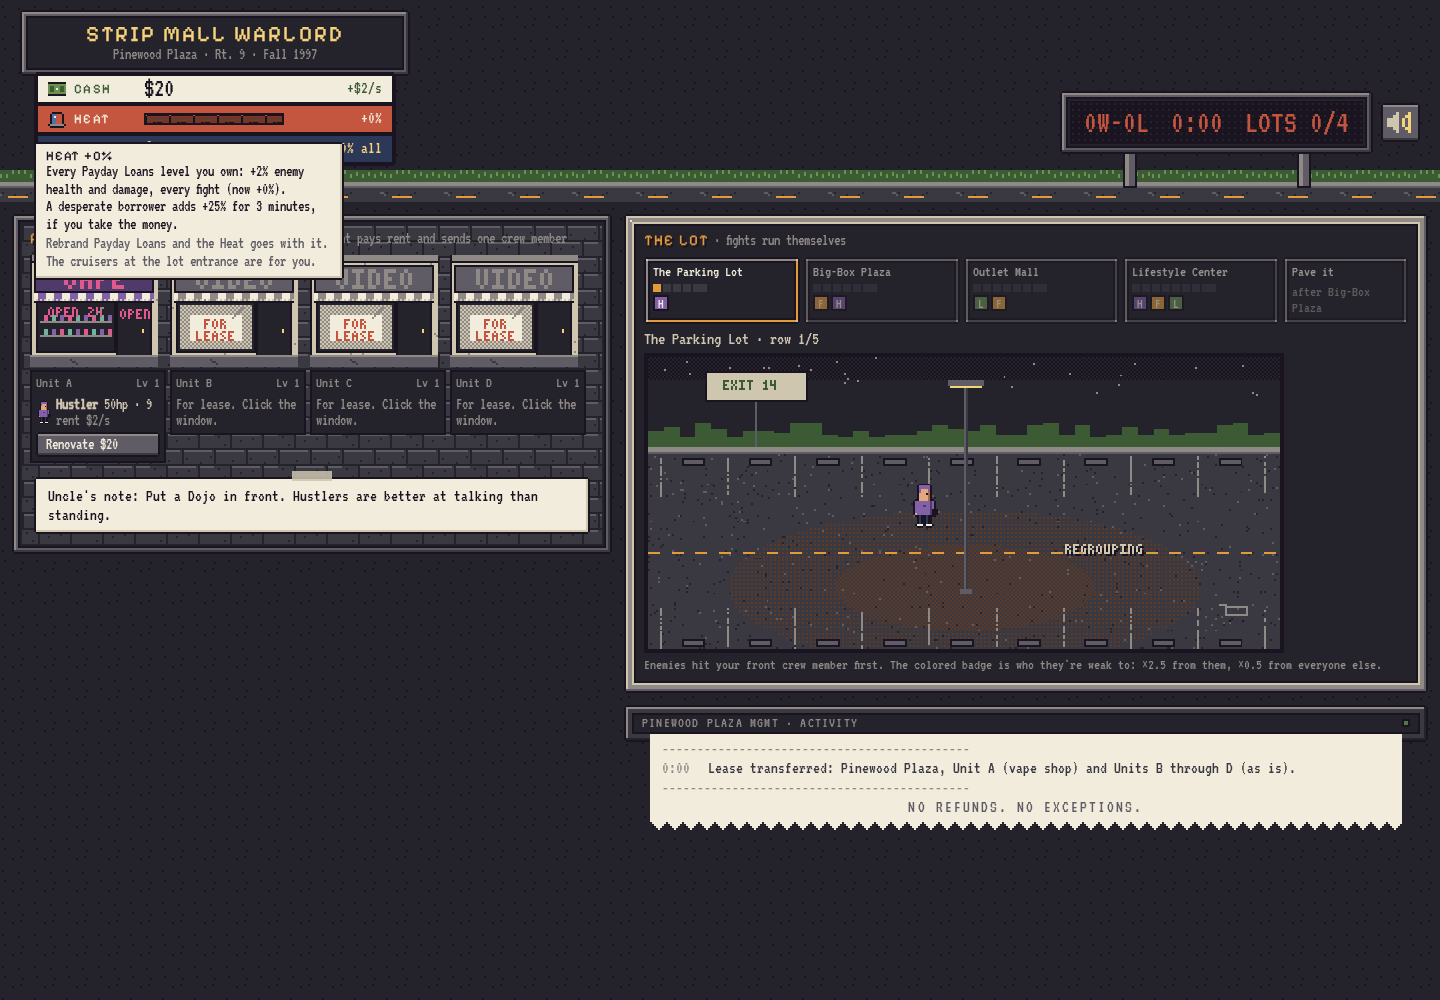 STRIP MALL WARLORD
Pinewood Plaza · Rt. 9 · Fall 1997
CASH $20 +$2/s
HEAT +0%
0% all
HEAT +0%
Every Payday Loans level you own: +2% enemy
health and damage, every fight (now +0%).
A desperate borrower adds +25% for 3 minutes,
if you take the money.
Rebrand Payday Loans and the Heat goes with it.
The cruisers at the lot entrance are for you.
0W-0L 0:00 LOTS 0/4
pays rent and sends one crew member
VAPE VIDEO VIDEO VIDEO
OPEN 24 OPEN
FOR LEASE
FOR LEASE
FOR LEASE
Unit A Lv 1
Hustler 50hp · 9
rent $2/s
Renovate $20
Unit B Lv 1
For lease. Click the
window.
Unit C Lv 1
For lease. Click the
window.
Unit D Lv 1
For lease. Click the
window.
Uncle's note: Put a Dojo in front. Hustlers are better at talking than
standing.
THE LOT · fights run themselves
The Parking Lot
H
Big-Box Plaza
F H
Outlet Mall
L F
Lifestyle Center
H F L
Pave it
after Big-Box
Plaza
The Parking Lot · row 1/5
EXIT 14
REGROUPING
Enemies hit your front crew member first. The colored badge is who they're weak to: x2.5 from them, x0.5 from everyone else.
PINEWOOD PLAZA MGMT · ACTIVITY
0:00 Lease transferred: Pinewood Plaza, Unit A (vape shop) and Units B through D (as is).
NO REFUNDS. NO EXCEPTIONS.